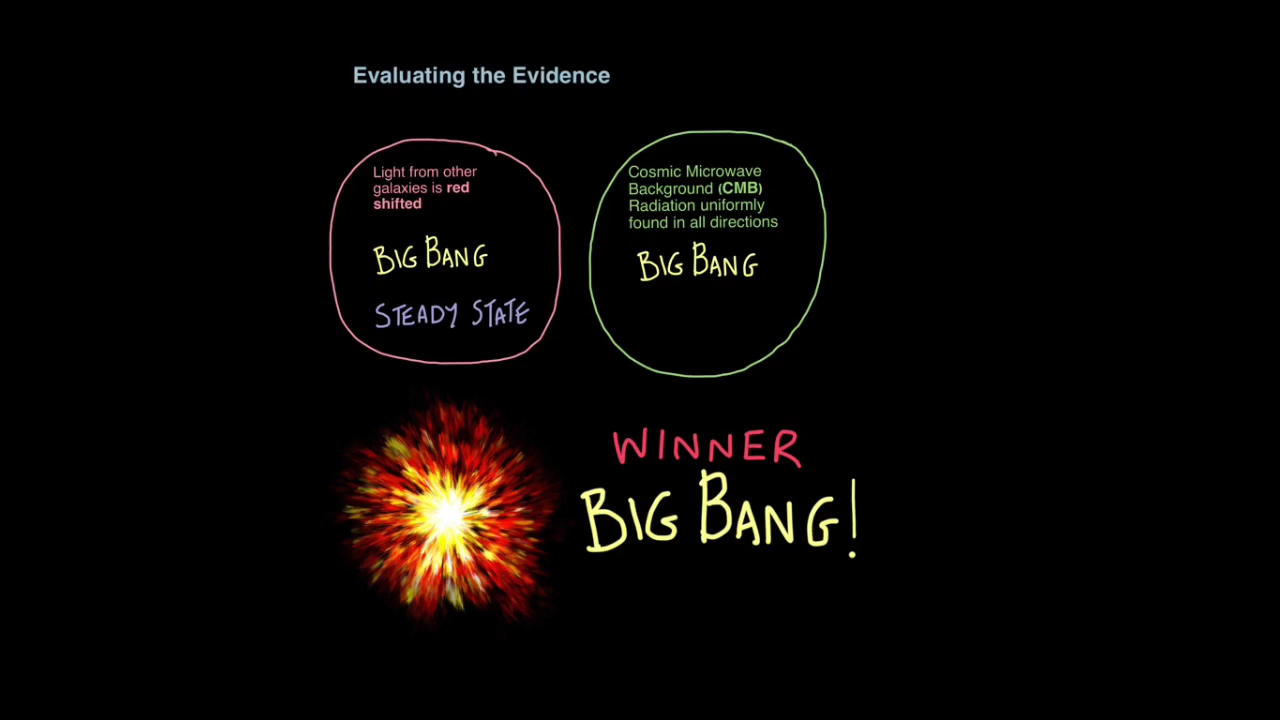 Evaluating the Evidence
Light from other
galaxies is red
shifted
BIG BANG
STEADY STATE
Cosmic Microwave
Background (CMB)
Radiation uniformly
found in all directions
BIG BANG
WINNER
BIG BANG!